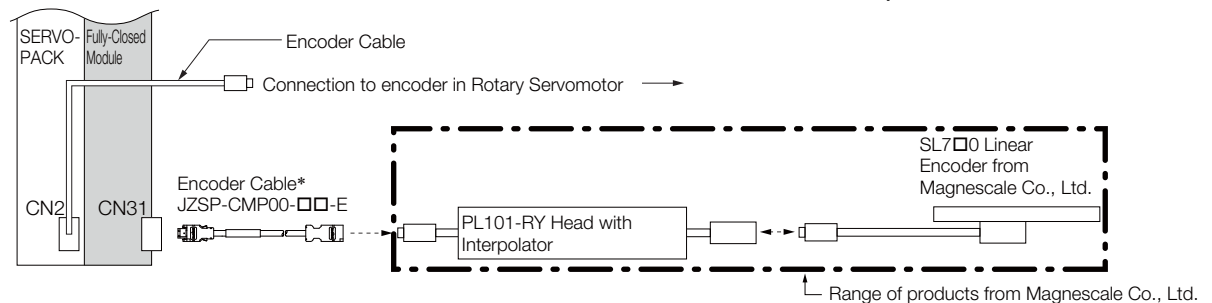 SERVO-
PACK
Fully-Closed
Module
Encoder Cable
Connection to encoder in Rotary Servomotor
SL7□0 Linear
Encoder from
Magnescale Co., Ltd.
Encoder Cable*
JZSP-CMP00-□□-E
CN2
CN31
PL101-RY Head with
Interpolator
Range of products from Magnescale Co., Ltd.